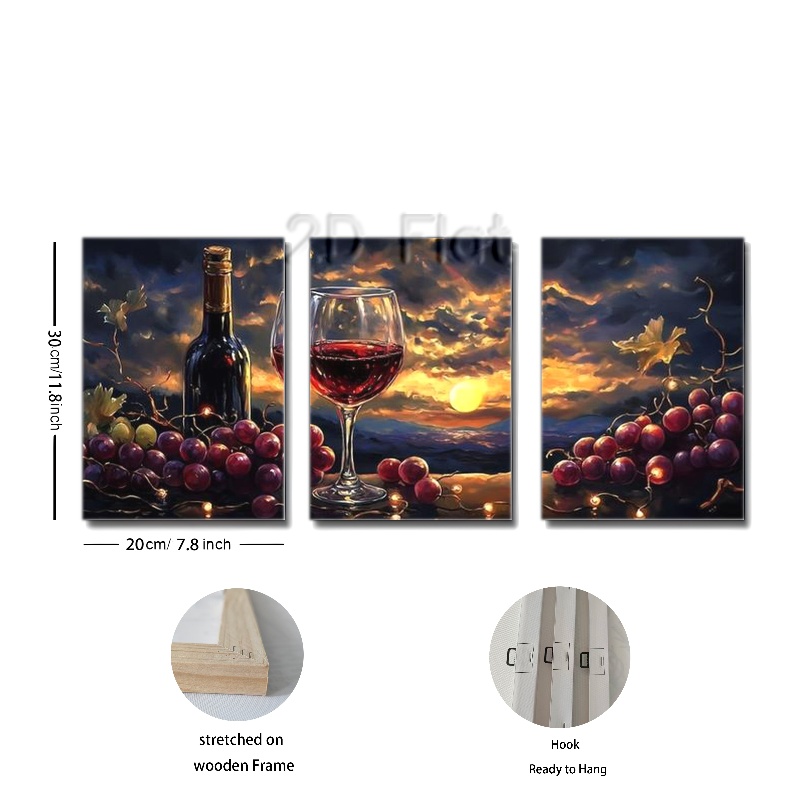 2D Flat
30cm/11.8inch
20cm/ 7.8 inch
stretched on
wooden Frame
Hook
Ready to Hang